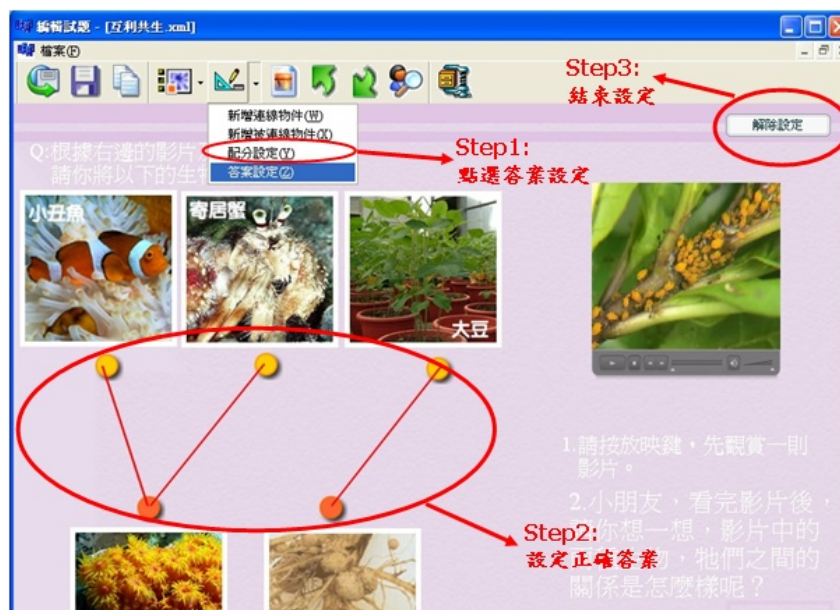 編輯試題 - [互利共生.xml]
檔案(F)
Step3:
結束設定
解除設定
新增連線物件(W)
新增被連線物件(X)
配分設定(Y)
答案設定(Z)
Step1:
點選答案設定
Q:根據右邊的影片
請你將以下的生
小丑魚
寄居蟹
大豆
1.請按放映鍵，先觀賞一則
影片。
2.小朋友，看完影片後，
你想一想，影片中的
物，牠們之間的
關係是怎麼樣呢？
Step2:
設定正確答案